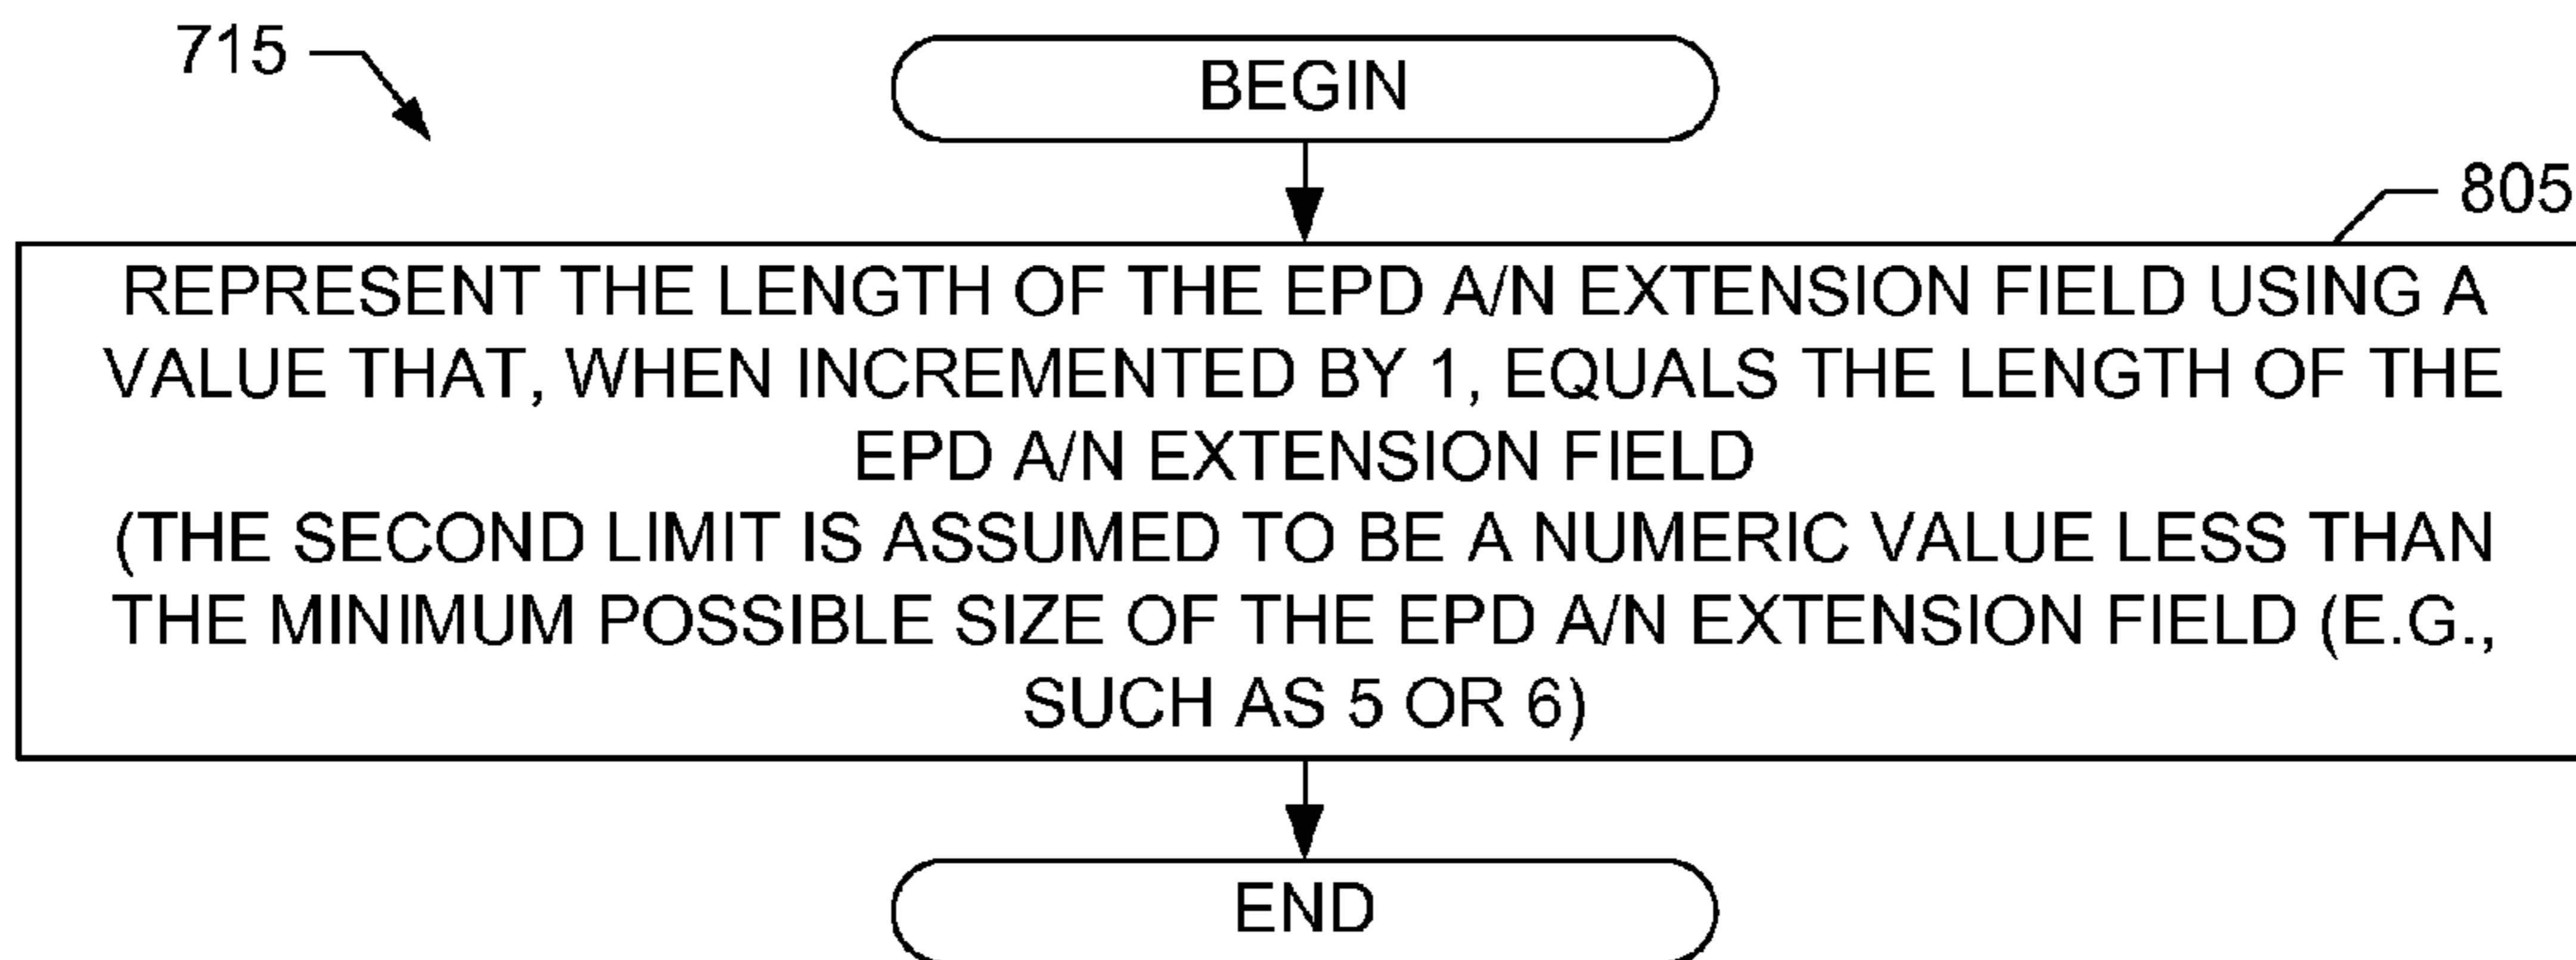 715
BEGIN
805
REPRESENT THE LENGTH OF THE EPD A/N EXTENSION FIELD USING A
VALUE THAT, WHEN INCREMENTED BY 1, EQUALS THE LENGTH OF THE
EPD A/N EXTENSION FIELD
(THE SECOND LIMIT IS ASSUMED TO BE A NUMERIC VALUE LESS THAN
THE MINIMUM POSSIBLE SIZE OF THE EPD A/N EXTENSION FIELD (E.G.,
SUCH AS 5 OR 6)
END